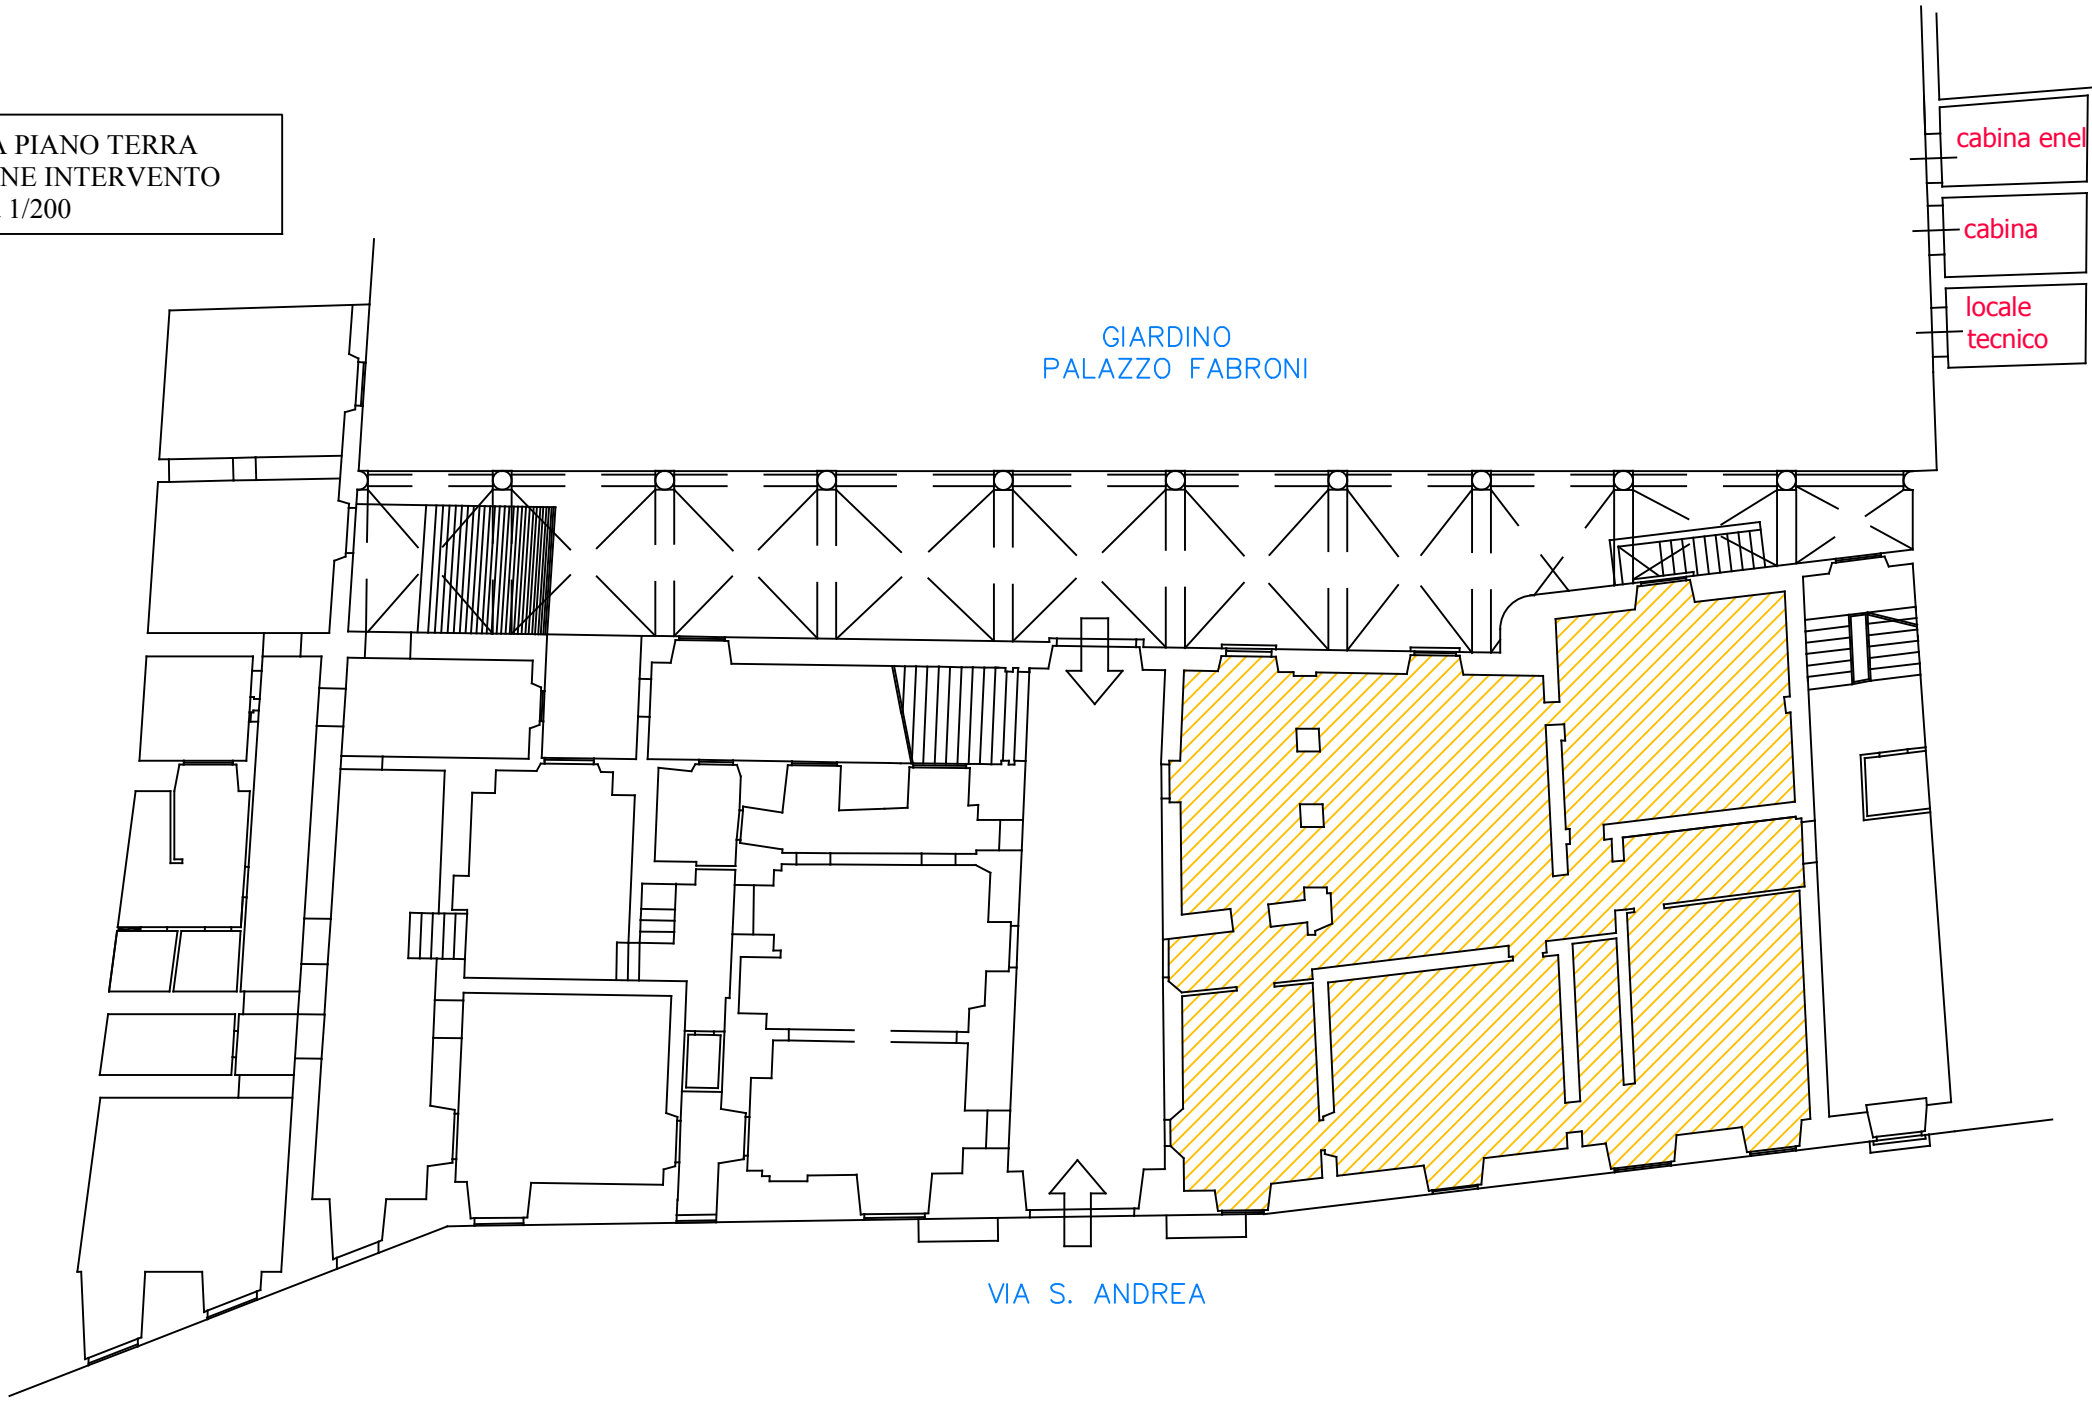 A PIANO TERRA
NE INTERVENTO
1/200
cabina enel
cabina
locale
tecnico
GIARDINO
PALAZZO FABRONI
VIA S. ANDREA